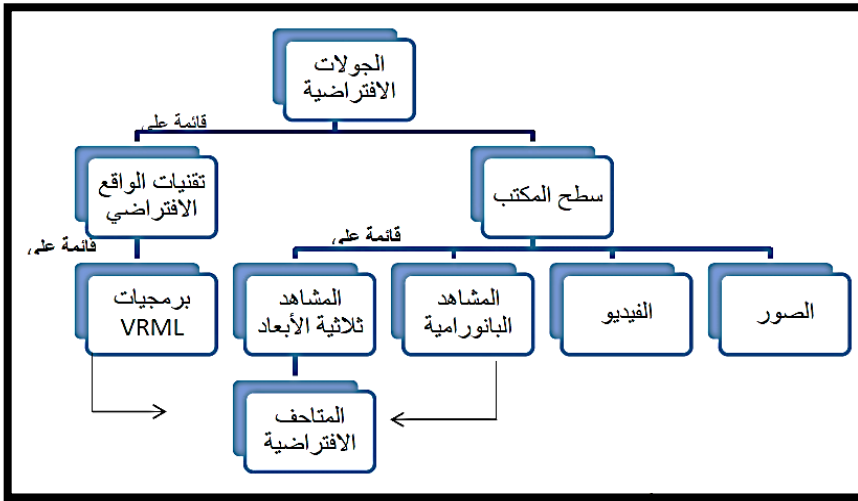 الجولات
الافتراضية
قائمة على
سطح المكتب
تقنيات الواقع
الافتراضي
قائمة على
قائمة على
الصور
الفيديو
المشاهد
البانورامية
المشاهد
ثلاثية الأبعاد
برمجيات
VRML
المتاحف
الافتراضية